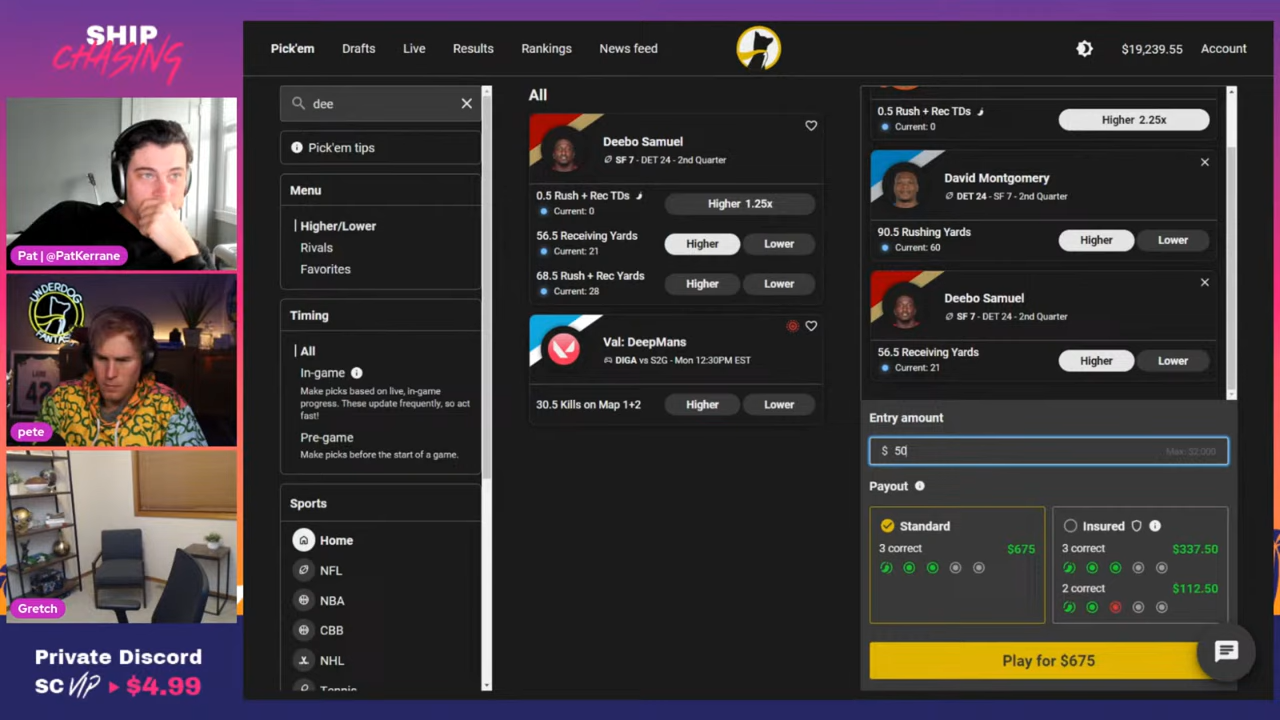 SHIP
CHASING
Pat | @PatKerrane
UNDERDOG
FANTASY
LAIRD
42
pete
Gretch
Private Discord
SC VIP ▸ $4.99
Pick'em
Drafts
Live
Results
Rankings
News feed
$19,239.55
Account
dee
Pick'em tips
Menu
Higher/Lower
Rivals
Favorites
Timing
All
In-game
Make picks based on live, in-game
progress. These update frequently, so act
fast!
Pre-game
Make picks before the start of a game.
Sports
Home
NFL
NBA
CBB
NHL
Tennis
All
Deebo Samuel
SF 7 - DET 24 - 2nd Quarter
0.5 Rush + Rec TDs
Current: 0
Higher 1.25x
56.5 Receiving Yards
Current: 21
Higher
Lower
68.5 Rush + Rec Yards
Current: 28
Higher
Lower
Val: DeepMans
DIGA vs S2G - Mon 12:30PM EST
30.5 Kills on Map 1+2
Higher
Lower
0.5 Rush + Rec TDs
Current: 0
Higher 2.25x
David Montgomery
DET 24 - SF 7 - 2nd Quarter
90.5 Rushing Yards
Current: 60
Higher
Lower
Deebo Samuel
SF 7 - DET 24 - 2nd Quarter
56.5 Receiving Yards
Current: 21
Higher
Lower
Entry amount
$ 50
Max: $2,000
Payout
Standard
3 correct
$675
Insured
3 correct
$337.50
2 correct
$112.50
Play for $675